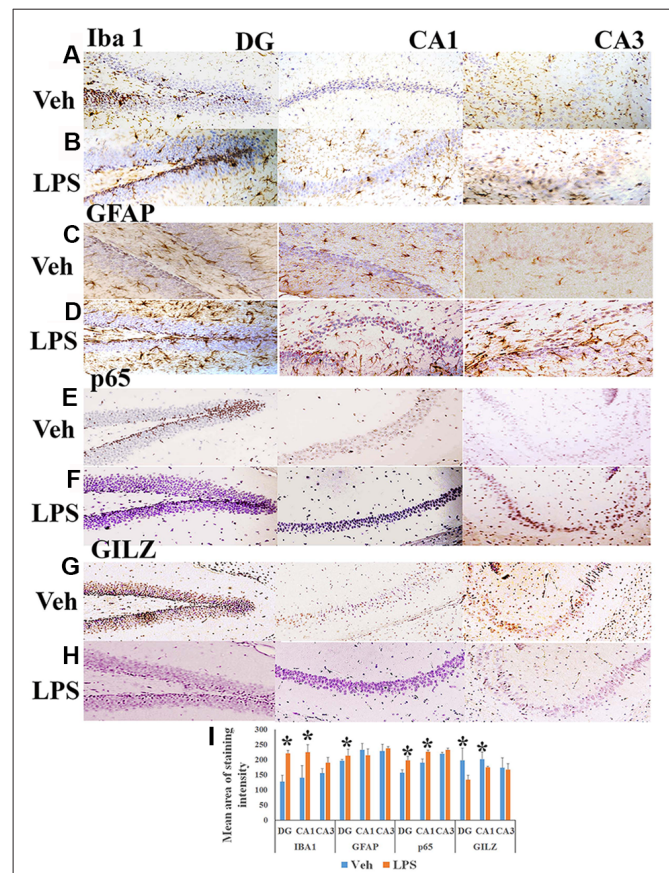 Iba 1
DG CA1 CA3
A
Veh
B
LPS
GFAP
C
Veh
D
LPS
p65
E
Veh
F
LPS
GILZ
G
Veh
H
LPS
I
Mean area of staining
intensity
300
250
200
150
100
50
0
* * * * * * *
DG CA1 CA3 DG CA1 CA3 DG CA1 CA3 DG CA1 CA3
IBA1 GFAP p65 GILZ
Veh LPS